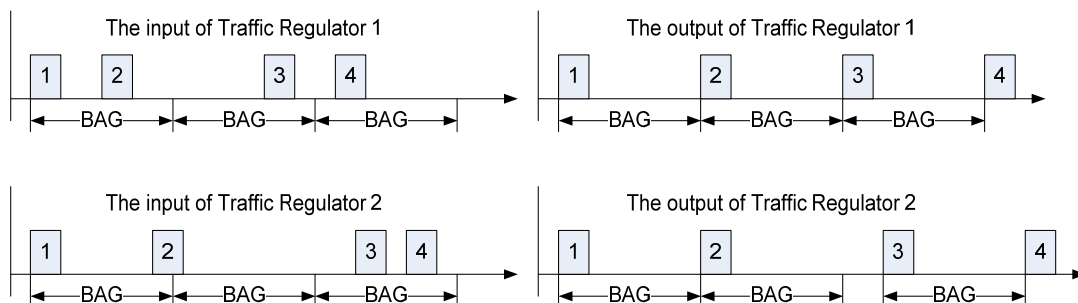 The input of Traffic Regulator 1
1 2 3 4
BAG BAG BAG
The output of Traffic Regulator 1
1 2 3 4
BAG BAG BAG
The input of Traffic Regulator 2
1 2 3 4
BAG BAG BAG
The output of Traffic Regulator 2
1 2 3 4
BAG BAG BAG